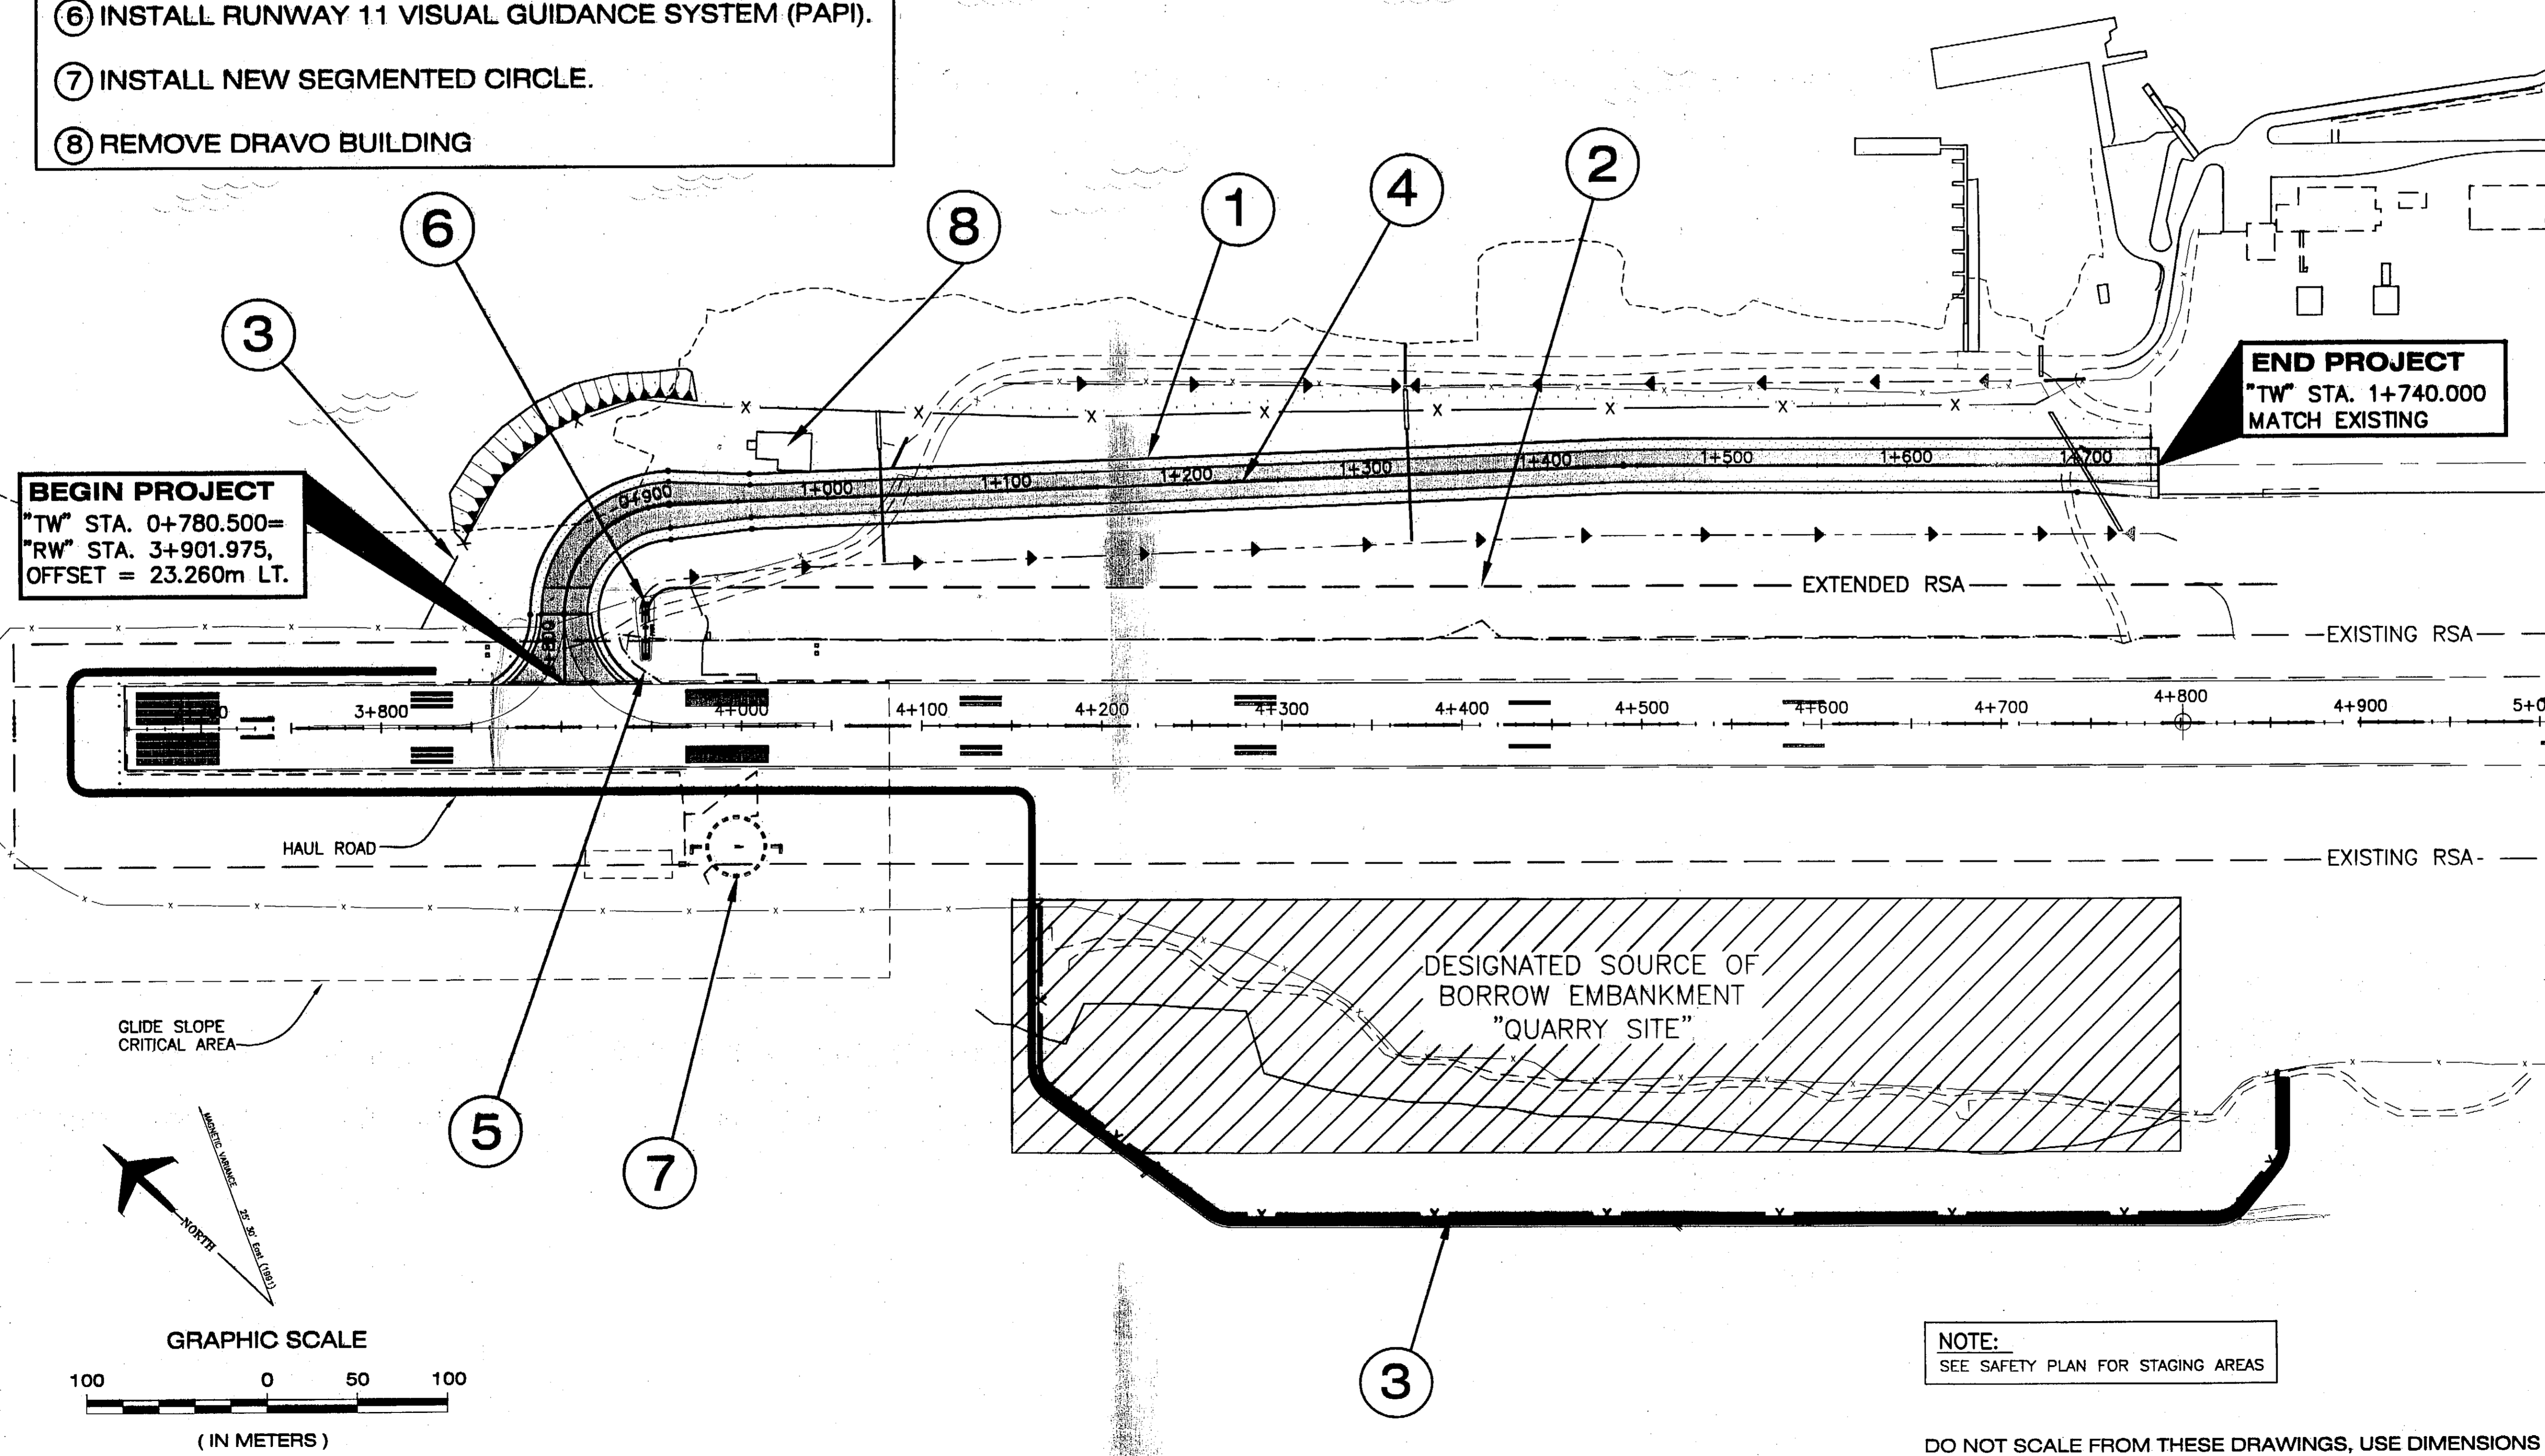 ⑥ INSTALL RUNWAY 11 VISUAL GUIDANCE SYSTEM (PAPI).
⑦ INSTALL NEW SEGMENTED CIRCLE.
⑧ REMOVE DRAVO BUILDING
2
4
1
8
6
3
END PROJECT
"TW" STA. 1+740.000
MATCH EXISTING
BEGIN PROJECT
"TW" STA. 0+780.500=
"RW" STA. 3+901.975,
OFFSET = 23.260m LT.
0+900
1+000
1+100
1+200
1+300
1+400
1+500
1+600
1+700
EXTENDED RSA
EXISTING RSA
3+800
4+000
4+100
4+200
4+300
4+400
4+500
4+600
4+700
4+800
4+900
HAUL ROAD
EXISTING RSA
DESIGNATED SOURCE OF
BORROW EMBANKMENT
"QUARRY SITE"
GLIDE SLOPE
CRITICAL AREA
5
7
3
MAGNETIC VARIANCE
25° 30' East (1991)
NORTH
GRAPHIC SCALE
100 0 50 100
( IN METERS )
NOTE:
SEE SAFETY PLAN FOR STAGING AREAS
DO NOT SCALE FROM THESE DRAWINGS, USE DIMENSIONS